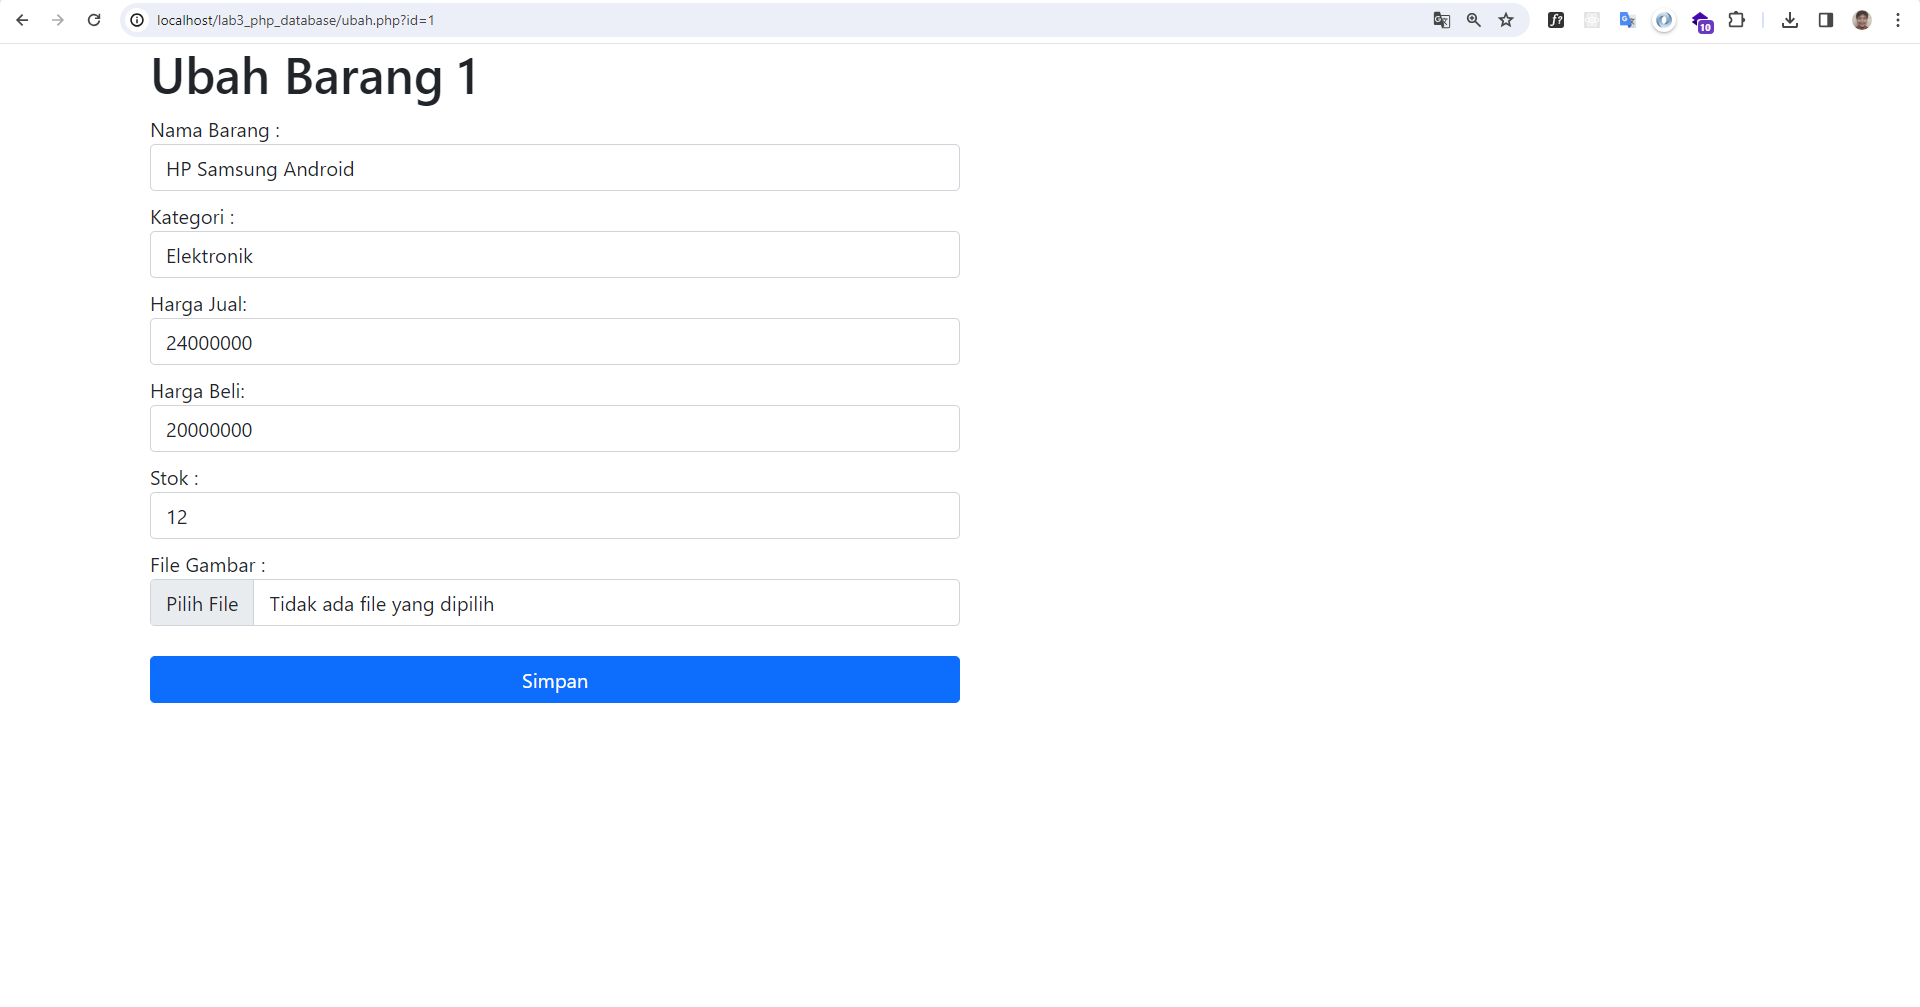 localhost/lab3_php_database/ubah.php?id=1
f?
10
Ubah Barang 1
Nama Barang :
HP Samsung Android
Kategori :
Elektronik
Harga Jual:
24000000
Harga Beli:
20000000
Stok :
12
File Gambar :
Pilih File Tidak ada file yang dipilih
Simpan